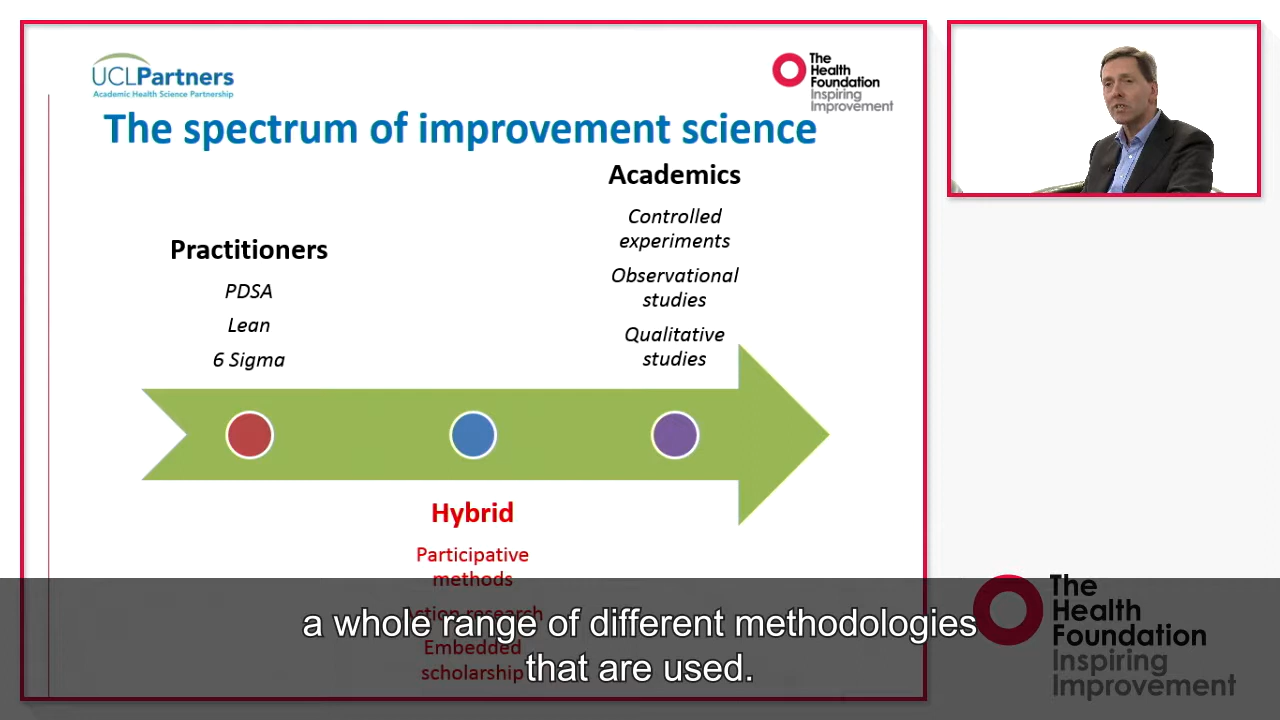 UCLPartners
Academic Health Science Partnership
The
Health
Foundation
Inspiring
Improvement
The spectrum of improvement science
Academics
Controlled
experiments
Observational
studies
Qualitative
studies
Practitioners
PDSA
Lean
6 Sigma
Hybrid
Participative
methods
Action research
Embedded
scholarship
a whole range of different methodologies
that are used.
The
Health
Foundation
Inspiring
Improvement